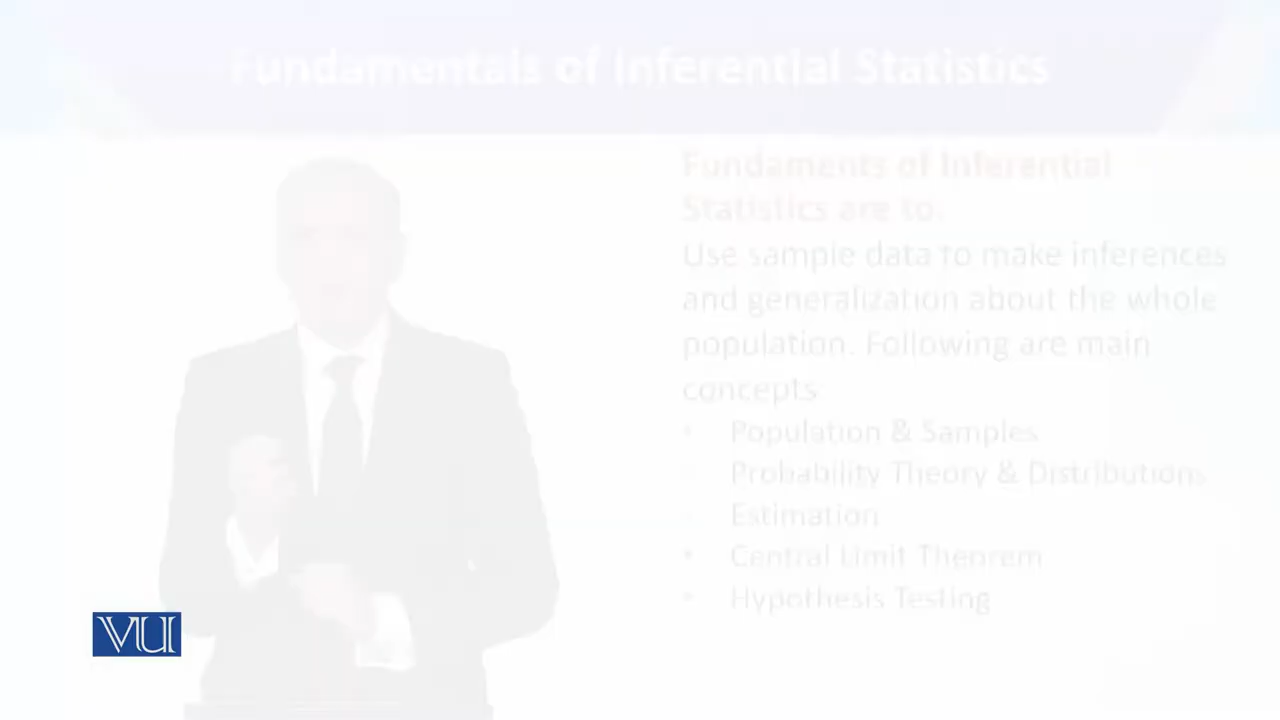 Fundamentals of Inferential Statistics
Fundaments of Inferential
Statistics are to:
Use sample data to make inferences
and generalization about the whole
population. Following are main
concepts
• Population & Samples
• Probability Theory & Distributions
• Estimation
• Central Limit Theorem
• Hypothesis Testing
VU